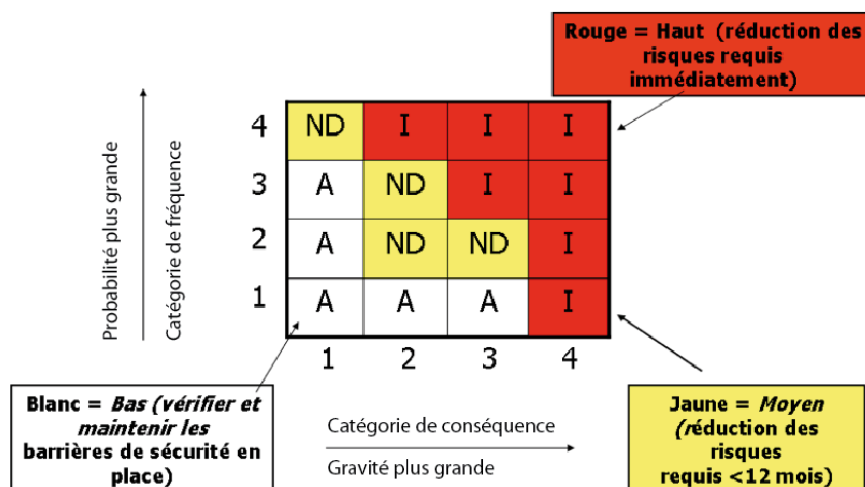 Rouge = Haut (réduction des
risques requis
immédiatement)
Probabilité plus grande
Catégorie de fréquence
4 ND I I I
3 A ND I I
2 A ND ND I
1 A A A I
1 2 3 4
Blanc = Bas (vérifier et
maintenir les
barrières de sécurité en
place)
Catégorie de conséquence
Gravité plus grande
Jaune = Moyen
(réduction des
risques
requis <12 mois)